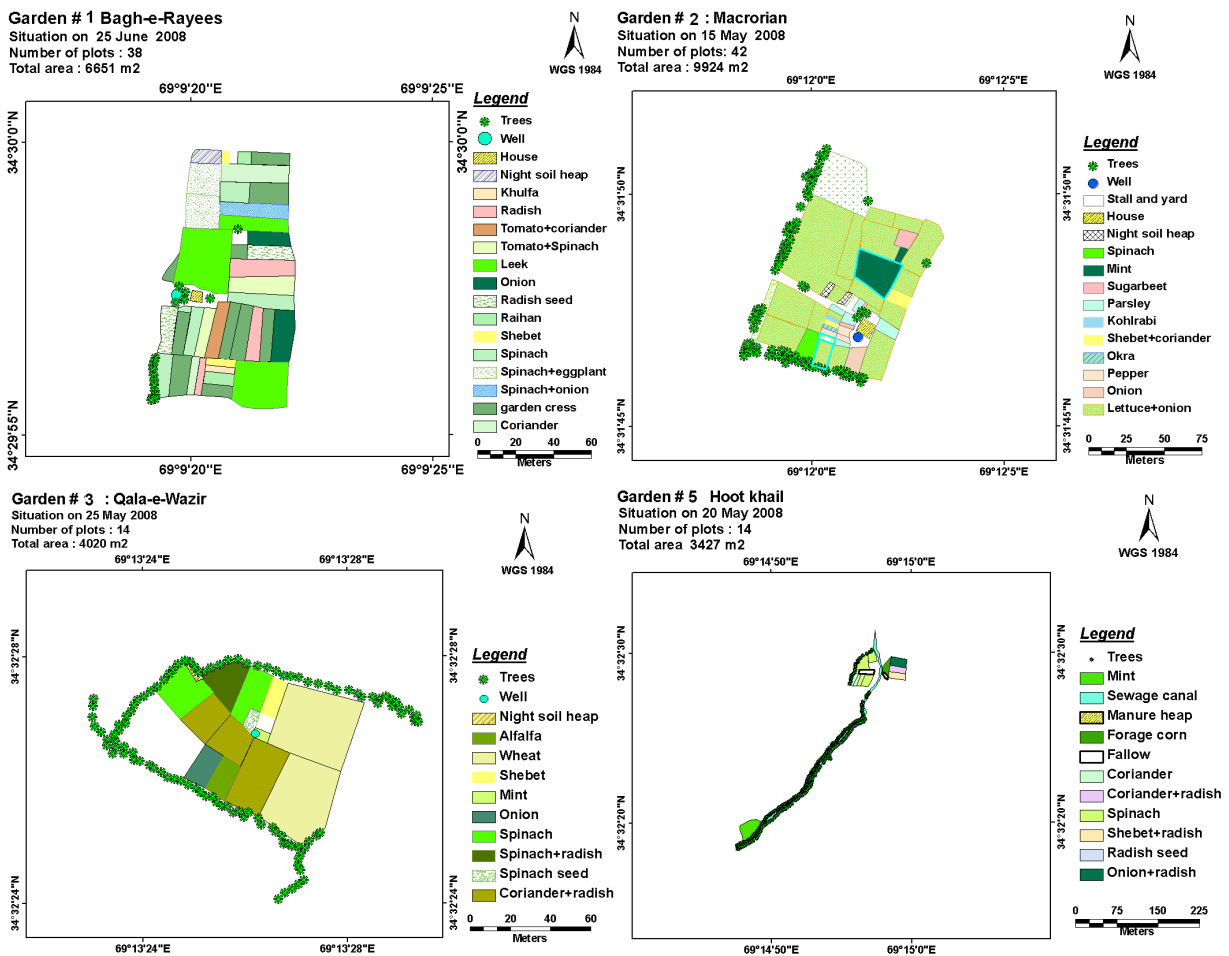 Garden # 1 Bagh-e-Rayees
Situation on 25 June 2008
Number of plots : 38
Total area : 6651 m2
N
WGS 1984
69°9'20"E
69°9'25"E
34°30'0"N
34°30'0"N
34°29'55"N
69°9'20"E
69°9'25"E
Legend
Trees
Well
House
Night soil heap
Khulfa
Radish
Tomato+coriander
Tomato+Spinach
Leek
Onion
Radish seed
Raihan
Shebet
Spinach
Spinach+eggplant
Spinach+onion
garden cress
Coriander
0 20 40 60
Meters
Garden # 2 : Macrorian
Situation on 15 May 2008
Number of plots: 42
Total area : 9924 m2
N
WGS 1984
69°12'0"E
69°12'5"E
34°31'50"N
34°31'50"N
34°31'45"N
34°31'45"N
69°12'0"E
69°12'5"E
Legend
Trees
Well
Stall and yard
House
Night soil heap
Spinach
Mint
Sugarbeet
Parsley
Kohlrabi
Shebet+coriander
Okra
Pepper
Onion
Lettuce+onion
0 25 50 75
Meters
Garden # 3 : Qala-e-Wazir
Situation on 25 May 2008
Number of plots : 14
Total area : 4020 m2
N
WGS 1984
69°13'24"E
69°13'28"E
34°32'28"N
34°32'28"N
34°32'24"N
34°32'24"N
69°13'24"E
69°13'28"E
Legend
Trees
Well
Night soil heap
Alfalfa
Wheat
Shebet
Mint
Onion
Spinach
Spinach+radish
Spinach seed
Coriander+radish
0 20 40 60
Meters
Garden # 5 Hoot khail
Situation on 20 May 2008
Number of plots : 14
Total area 3427 m2
N
WGS 1984
69°14'50"E
69°15'0"E
34°32'30"N
34°32'30"N
34°32'20"N
34°32'20"N
69°14'50"E
69°15'0"E
Legend
Trees
Mint
Sewage canal
Manure heap
Forage corn
Fallow
Coriander
Coriander+radish
Spinach
Shebet+radish
Radish seed
Onion+radish
0 75 150 225
Meters